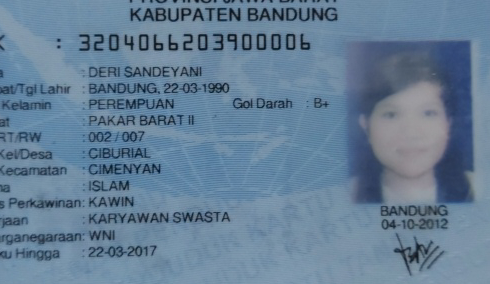 PROVINSI JAWA BARAT
KABUPATEN BANDUNG
K : 3204066203900006
a : DERI SANDEYANI
pat/Tgl Lahir : BANDUNG, 22-03-1990
Kelamin : PEREMPUAN Gol Darah : B+
at : PAKAR BARAT II
RT/RW : 002/007
Kel/Desa : CIBURIAL
Kecamatan : CIMENYAN
ma : ISLAM
s Perkawinan: KAWIN
rjaan : KARYAWAN SWASTA
arganegaraan: WNI
ku Hingga : 22-03-2017
BANDUNG
04-10-2012